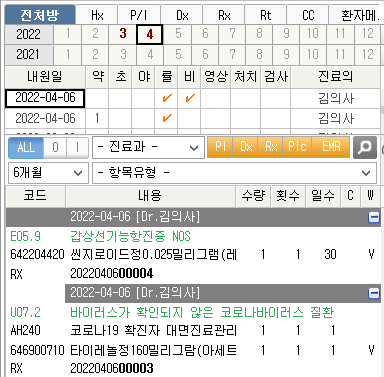 전처방 Hx P/I Dx Rx Rt CC 환자메.
2022 1 2 3 4 5 6 7 8 9 10 11 12
2021 1 2 3 4 5 6 7 8 9 10 11 12
내원일 약 초 야 률 비 영상 처치 검사 진료의
2022-04-06 ✓ ✓ 김의사
2022-04-06 1 ✓ 김의사
ALL O I - 진료과 - PI Dx Rx Pic EMR
6개월 - 항목유형 -
코드 내용 수량 횟수 일수 C W
2022-04-06 [Dr.김의사]
E05.9 갑상선기능항진증 NOS
642204420 씬지로이드정0.025밀리그램(레 1 1 30 Y
RX 2022040600004
2022-04-06 [Dr.김의사]
U07.2 바이러스가 확인되지 않은 코로나바이러스 질환
AH240 코로나19 확진자 대면진료관리 1 1 1
646900710 타이레놀정160밀리그램(아세트 1 1 1 Y
RX 2022040600003